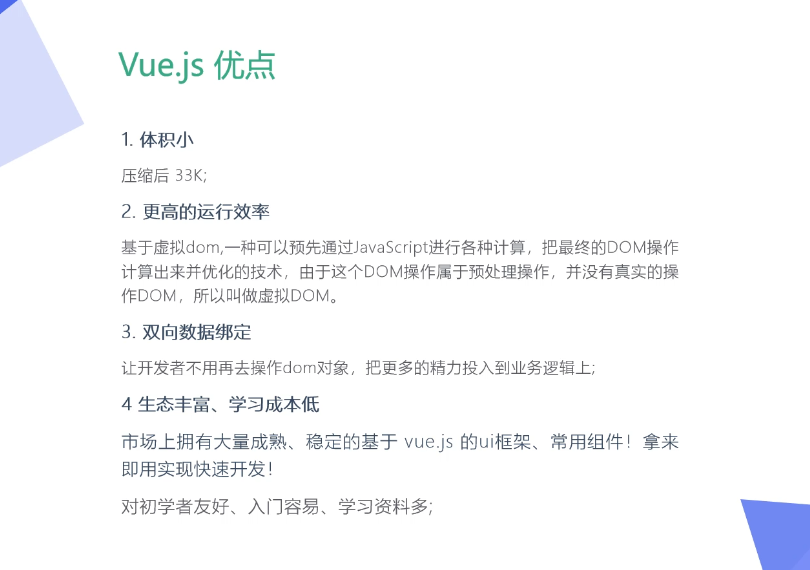 Vue.js 优点
1. 体积小
压缩后 33K;
2. 更高的运行效率
基于虚拟dom,一种可以预先通过JavaScript进行各种计算，把最终的DOM操作
计算出来并优化的技术，由于这个DOM操作属于预处理操作，并没有真实的操
作DOM，所以叫做虚拟DOM。
3. 双向数据绑定
让开发者不用再去操作dom对象，把更多的精力投入到业务逻辑上;
4 生态丰富、学习成本低
市场上拥有大量成熟、稳定的基于 vue.js 的ui框架、常用组件！拿来
即用实现快速开发！
对初学者友好、入门容易、学习资料多;